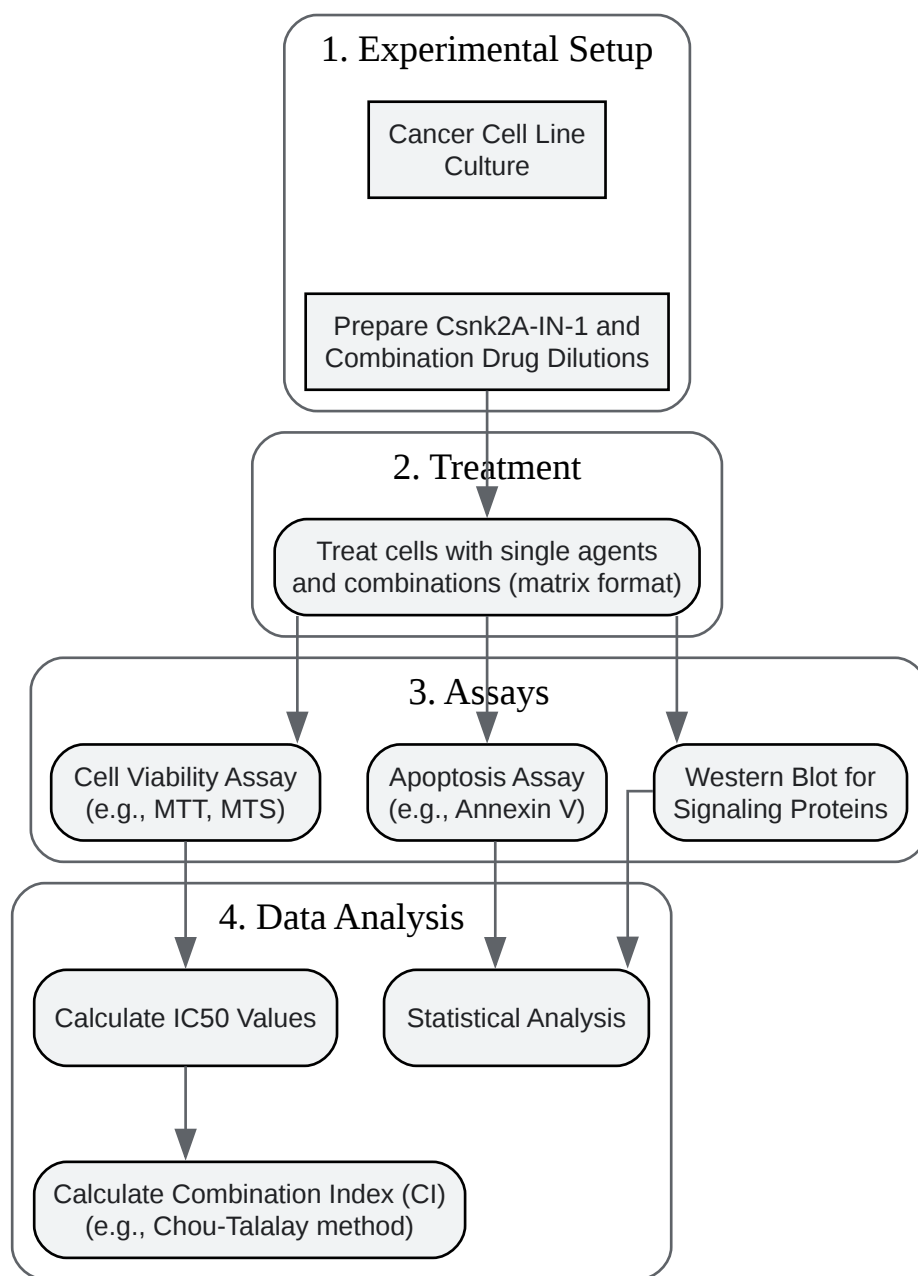 1. Experimental Setup
Cancer Cell Line
Culture
Prepare Csnk2A-IN-1 and
Combination Drug Dilutions
2. Treatment
Treat cells with single agents
and combinations (matrix format)
3. Assays
Cell Viability Assay
(e.g., MTT, MTS)
Apoptosis Assay
(e.g., Annexin V)
Western Blot for
Signaling Proteins
4. Data Analysis
Calculate IC50 Values
Statistical Analysis
Calculate Combination Index (CI)
(e.g., Chou-Talalay method)